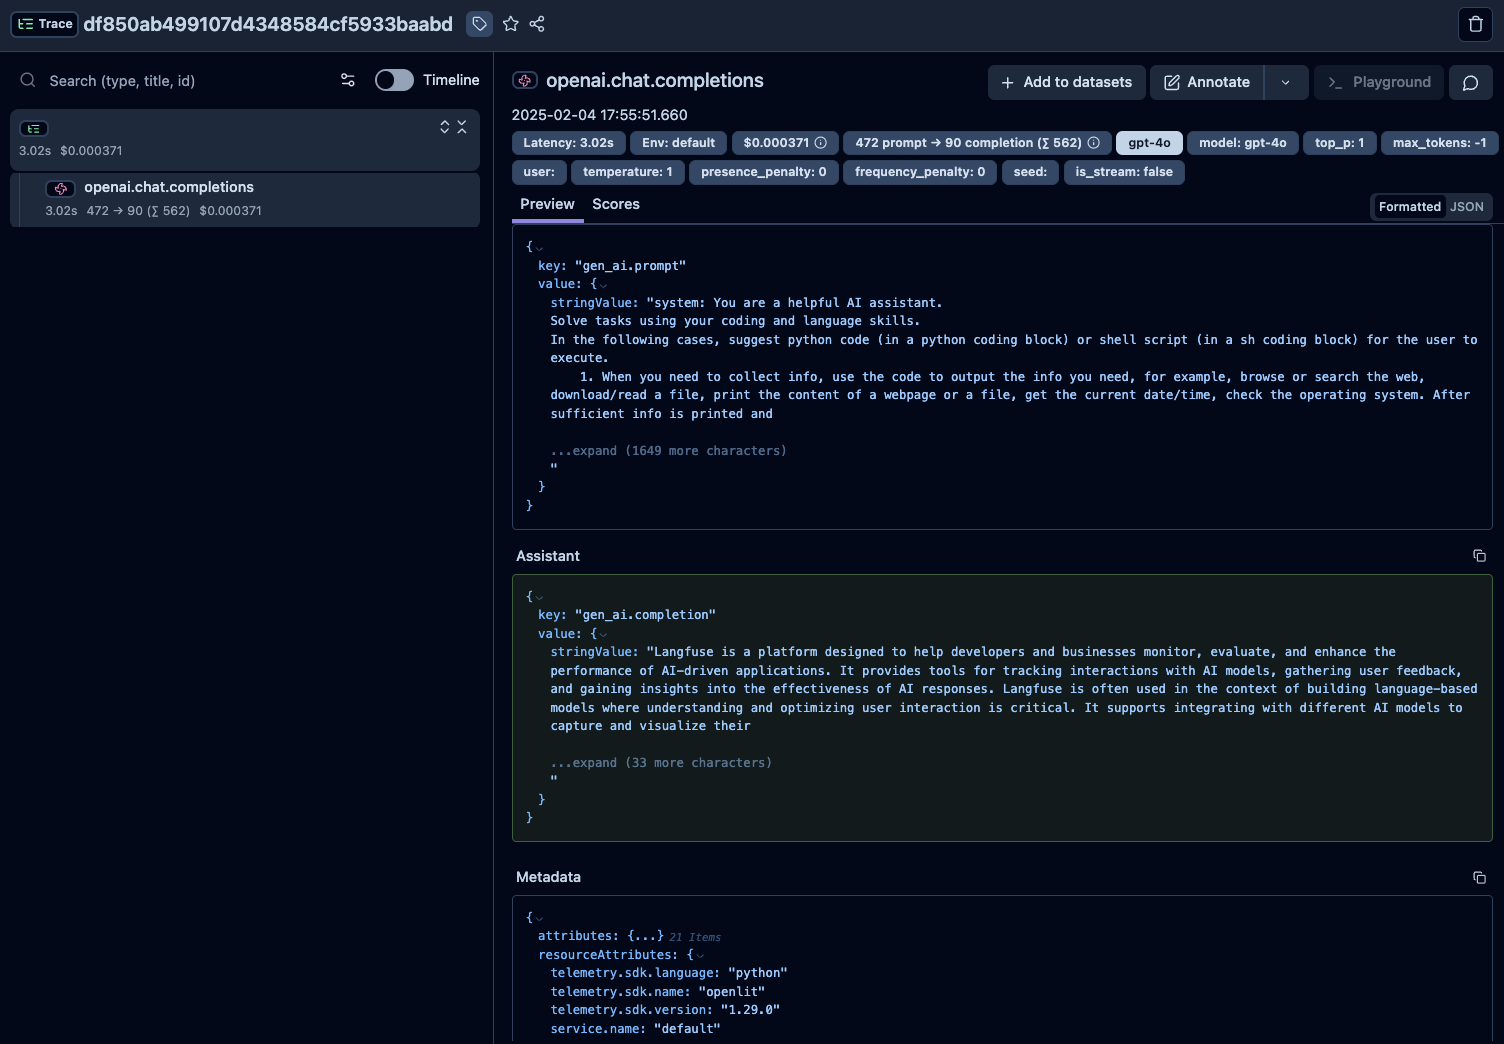 Trace df850ab499107d4348584cf5933baabd
Search (type, title, id)
Timeline
3.02s $0.000371
openai.chat.completions
3.02s 472 → 90 (∑ 562) $0.000371
openai.chat.completions
+ Add to datasets
Annotate
Playground
2025-02-04 17:55:51.660
Latency: 3.02s Env: default $0.000371 472 prompt → 90 completion (∑ 562) gpt-4o model: gpt-4o top_p: 1 max_tokens: -1
user: temperature: 1 presence_penalty: 0 frequency_penalty: 0 seed: is_stream: false
Preview Scores
Formatted JSON
{
key: "gen_ai.prompt"
value: {
stringValue: "system: You are a helpful AI assistant.
Solve tasks using your coding and language skills.
In the following cases, suggest python code (in a python coding block) or shell script (in a sh coding block) for the user to
execute.
1. When you need to collect info, use the code to output the info you need, for example, browse or search the web,
download/read a file, print the content of a webpage or a file, get the current date/time, check the operating system. After
sufficient info is printed and
...expand (1649 more characters)
"
}
}
Assistant
{
key: "gen_ai.completion"
value: {
stringValue: "Langfuse is a platform designed to help developers and businesses monitor, evaluate, and enhance the
performance of AI-driven applications. It provides tools for tracking interactions with AI models, gathering user feedback,
and gaining insights into the effectiveness of AI responses. Langfuse is often used in the context of building language-based
models where understanding and optimizing user interaction is critical. It supports integrating with different AI models to
capture and visualize their
...expand (33 more characters)
"
}
}
Metadata
{
attributes: {...} 21 Items
resourceAttributes: {
telemetry.sdk.language: "python"
telemetry.sdk.name: "openlit"
telemetry.sdk.version: "1.29.0"
service.name: "default"